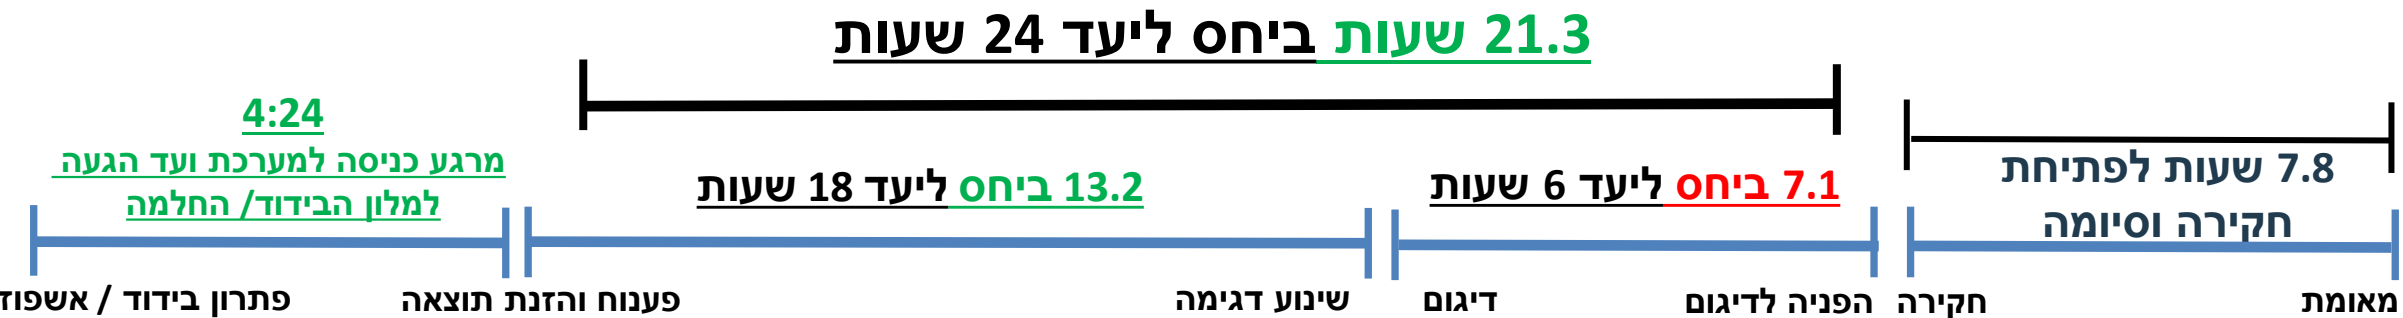 21.3 שעות ביחס ליעד 24 שעות
7.8 שעות לפתיחת
חקירה וסיומה
7.1 ביחס ליעד 6 שעות
13.2 ביחס ליעד 18 שעות
4:24
מרגע כניסה למערכת ועד הגעה
למלון הבידוד/ החלמה
מאומת
חקירה
הפניה לדיגום
דיגום
שינוע דגימה
פענוח והזנת תוצאה
פתרון בידוד / אשפוז